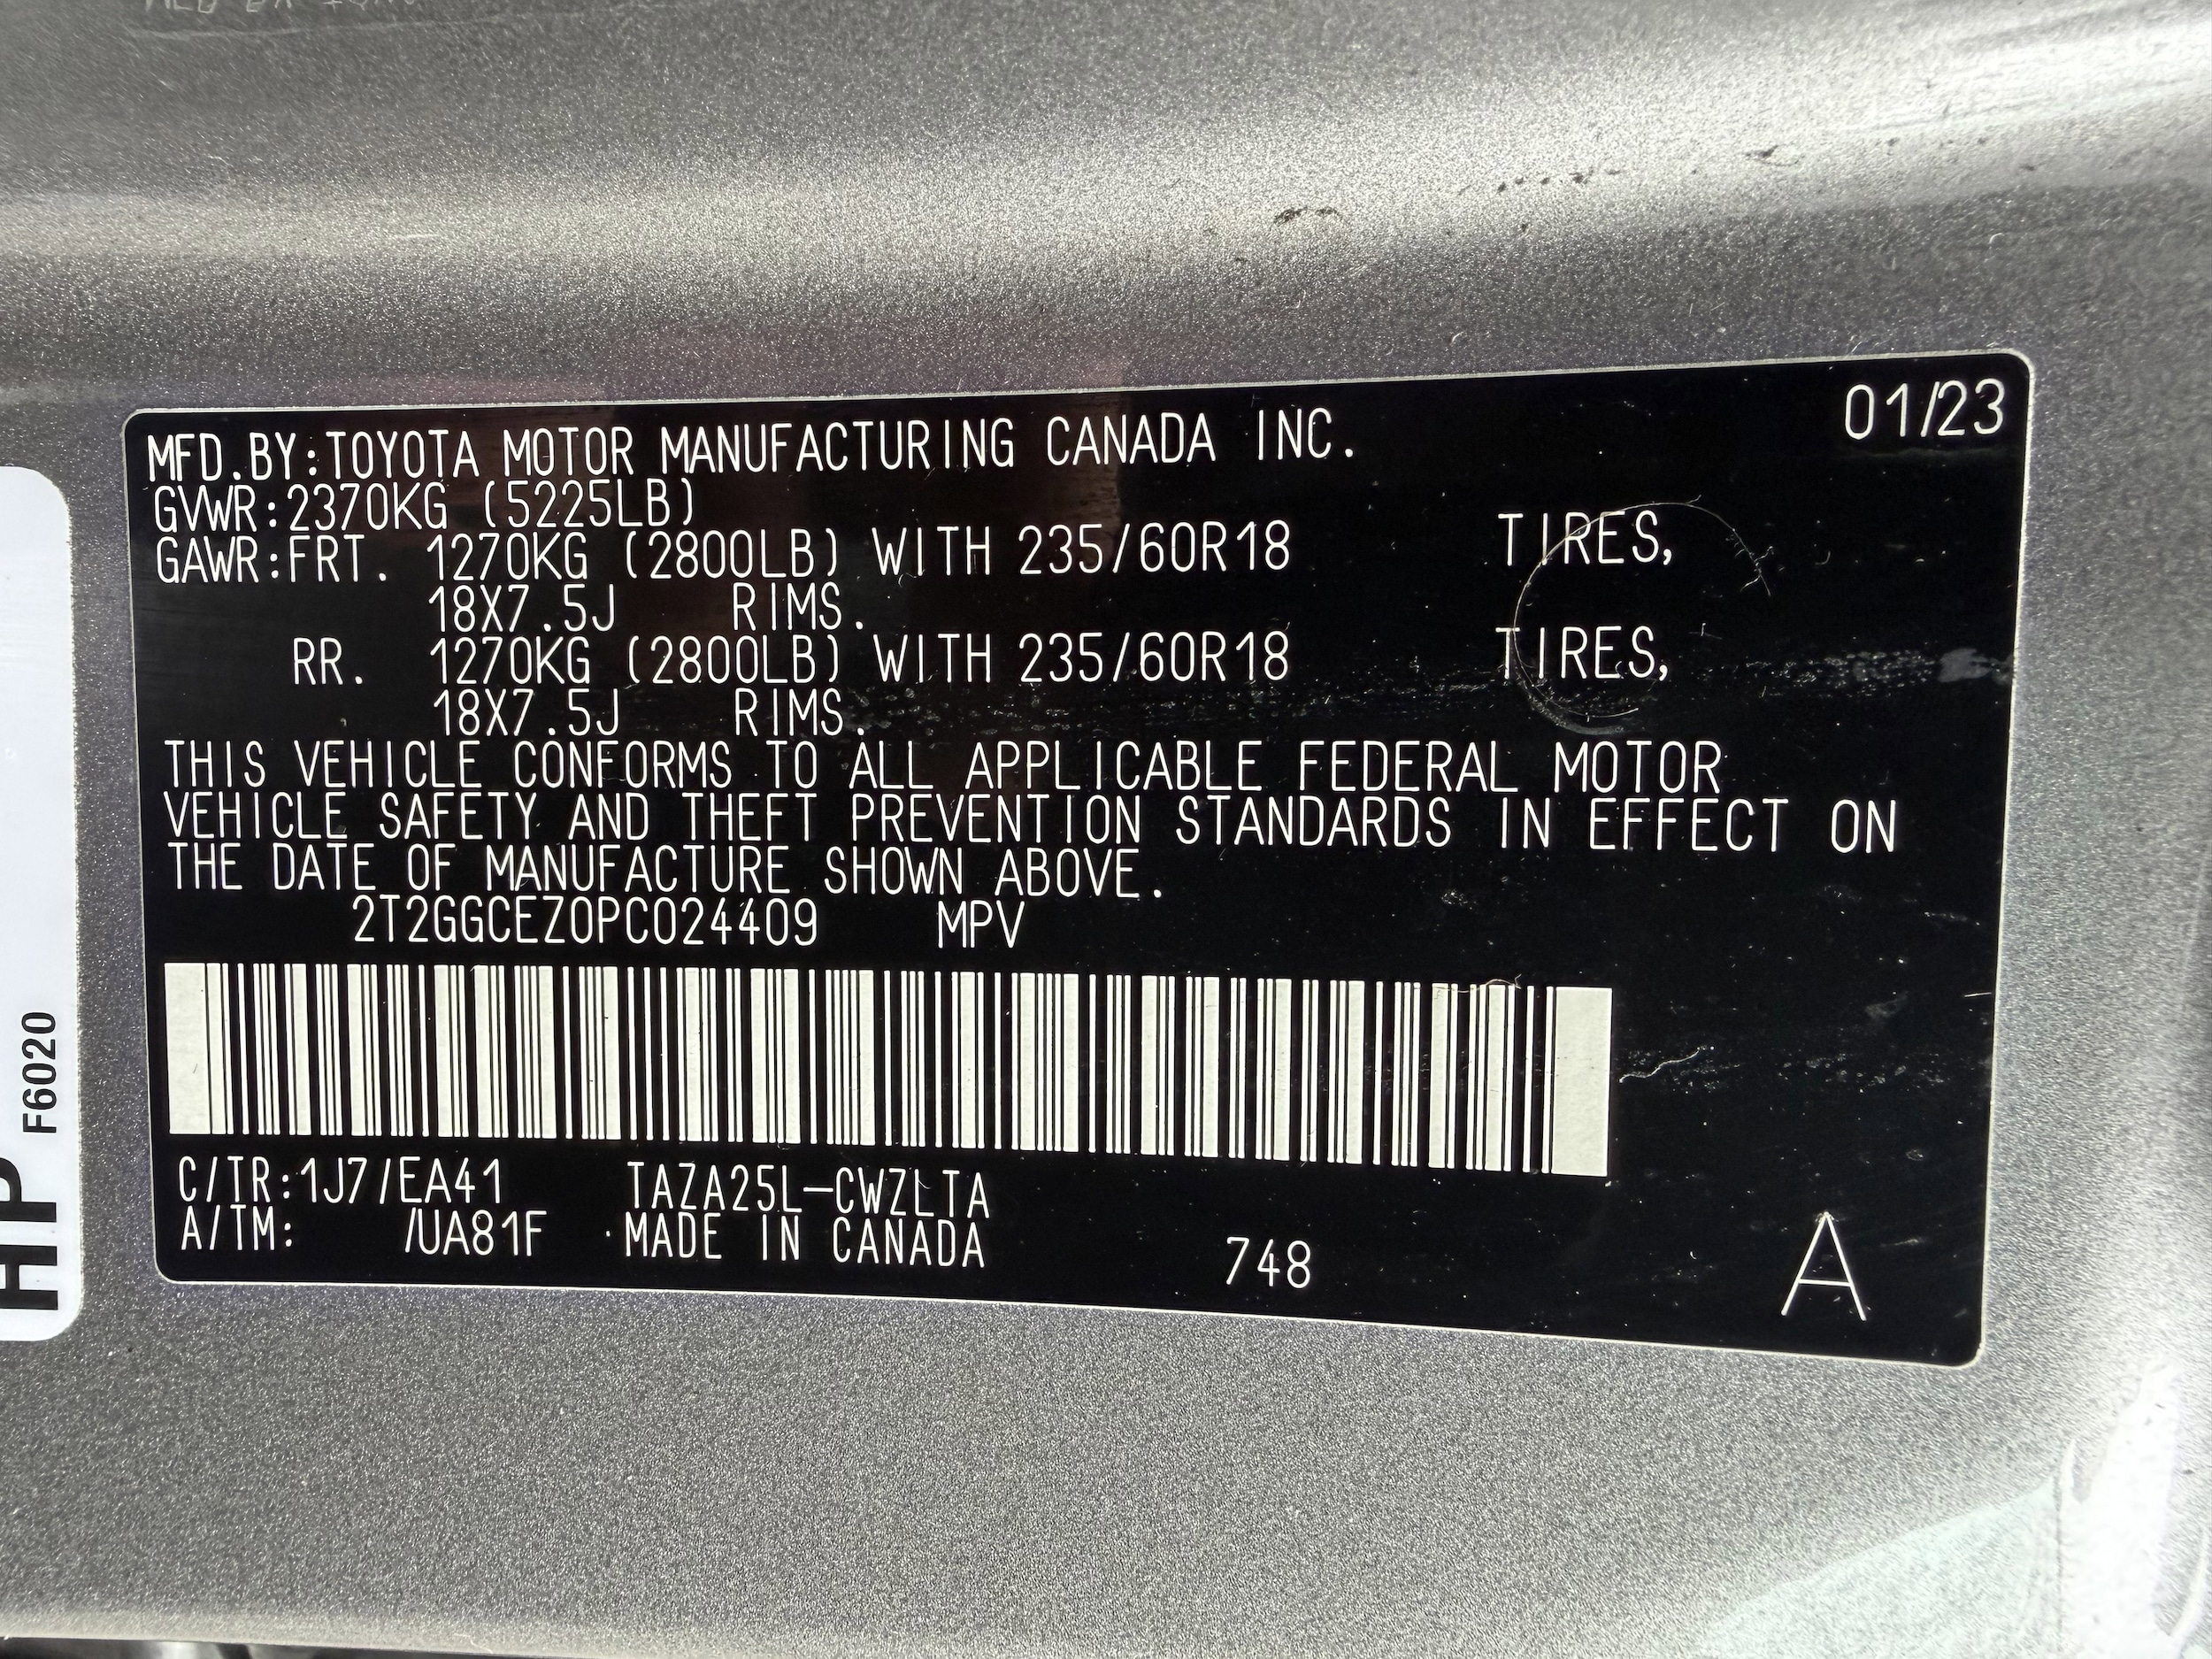 01/23
MFD.BY:TOYOTA MOTOR MANUFACTURING CANADA INC.
GVWR:2370KG (5225LB)
GAWR:FRT. 1270KG (2800LB) WITH 235/60R18 TIRES,
18X7.5J RIMS.
RR. 1270KG (2800LB) WITH 235/60R18 TIRES,
18X7.5J RIMS.
THIS VEHICLE CONFORMS TO ALL APPLICABLE FEDERAL MOTOR
VEHICLE SAFETY AND THEFT PREVENTION STANDARDS IN EFFECT ON
THE DATE OF MANUFACTURE SHOWN ABOVE.
2T2GGCEZ0PC024409 MPV
C/TR:1J7/EA41 TAZA25L-CWZLTA
A/TM: /UA81F MADE IN CANADA
748
A
HP
F6020